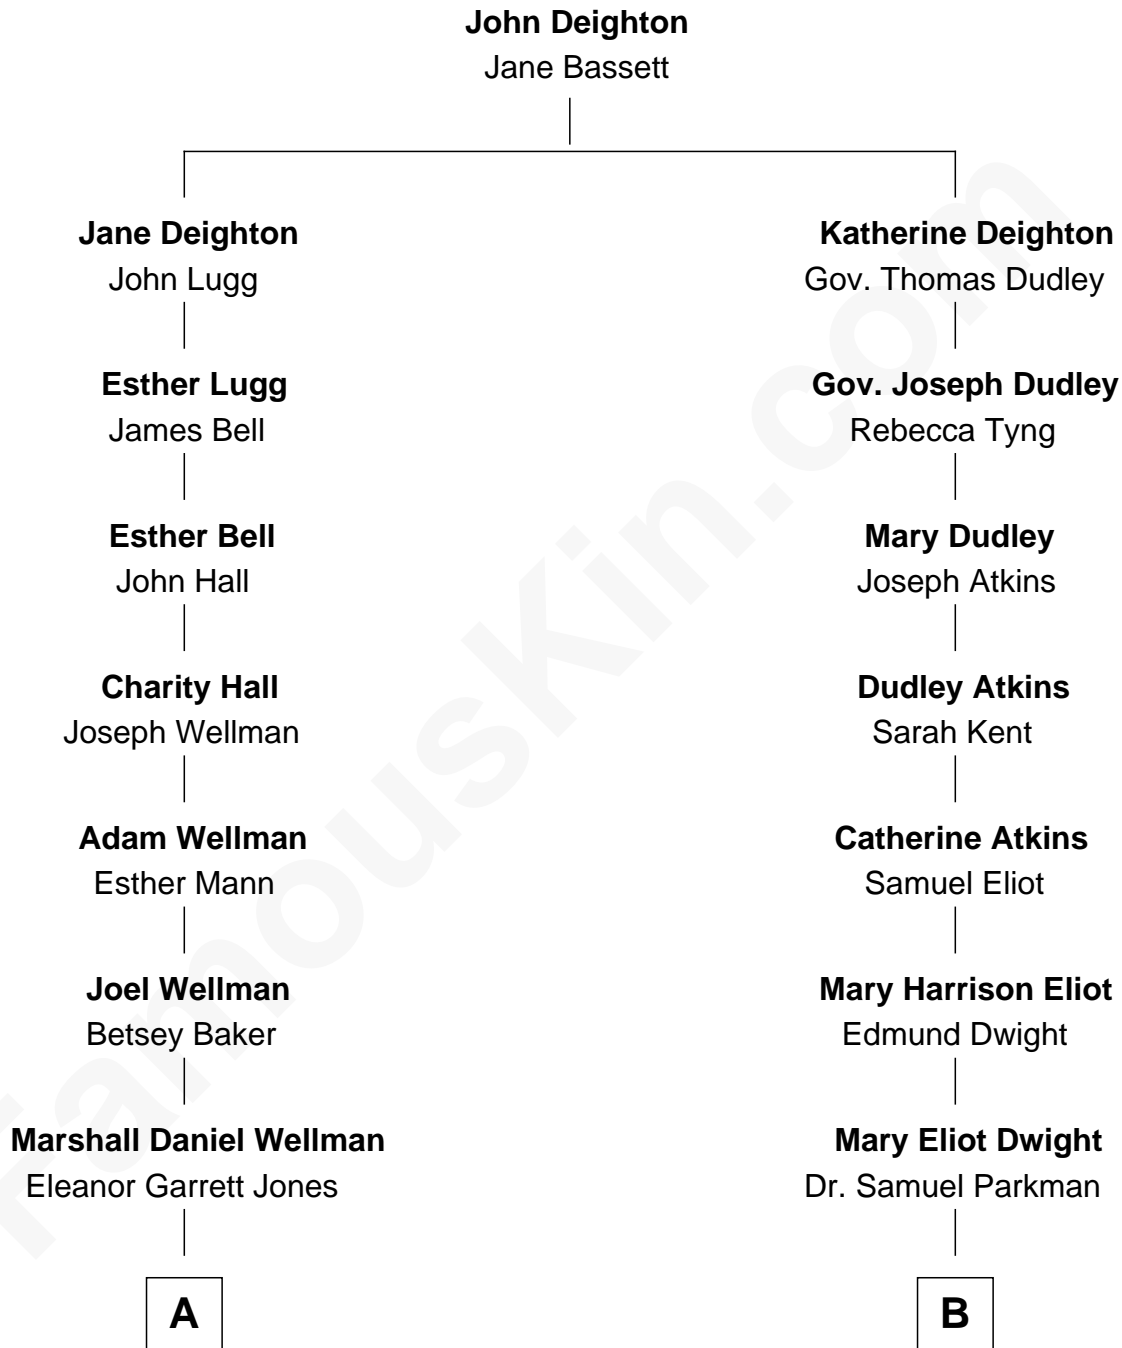 John Deighton
Jane Bassett
Jane Deighton
John Lugg
Katherine Deighton
Gov. Thomas Dudley
Esther Lugg
James Bell
Gov. Joseph Dudley
Rebecca Tyng
Esther Bell
John Hall
Mary Dudley
Joseph Atkins
Charity Hall
Joseph Wellman
Dudley Atkins
Sarah Kent
Adam Wellman
Esther Mann
Catherine Atkins
Samuel Eliot
Joel Wellman
Betsey Baker
Mary Harrison Eliot
Edmund Dwight
Marshall Daniel Wellman
Eleanor Garrett Jones
Mary Eliot Dwight
Dr. Samuel Parkman
A
B
FamousKin.com